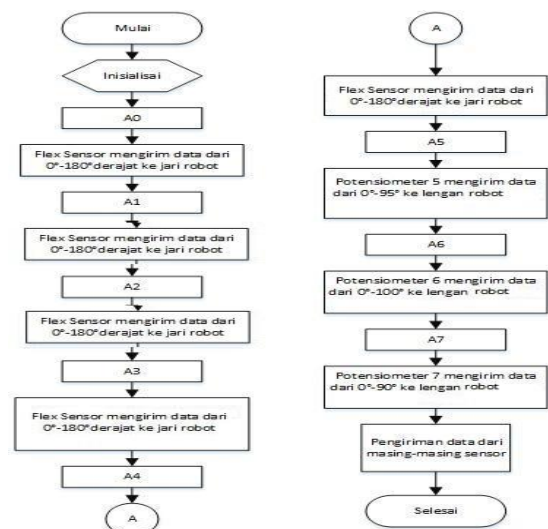 Mulai
Inisialisai
A0
Flex Sensor mengirim data dari
0°-180°derajat ke jari robot
A1
Flex Sensor mengirim data dari
0°-180°derajat ke jari robot
A2
Flex Sensor mengirim data dari
0°-180°derajat ke jari robot
A3
Flex Sensor mengirim data dari
0°-180°derajat ke jari robot
A4
A
A
Flex Sensor mengirim data dari
0°-180°derajat ke jari robot
A5
Potensiometer 5 mengirim data
dari 0°-95° ke lengan robot
A6
Potensiometer 6 mengirim data
dari 0°-100° ke lengan robot
A7
Potensiometer 7 mengirim data
dari 0°-90° ke lengan robot
Pengiriman data dari
masing-masing sensor
Selesai